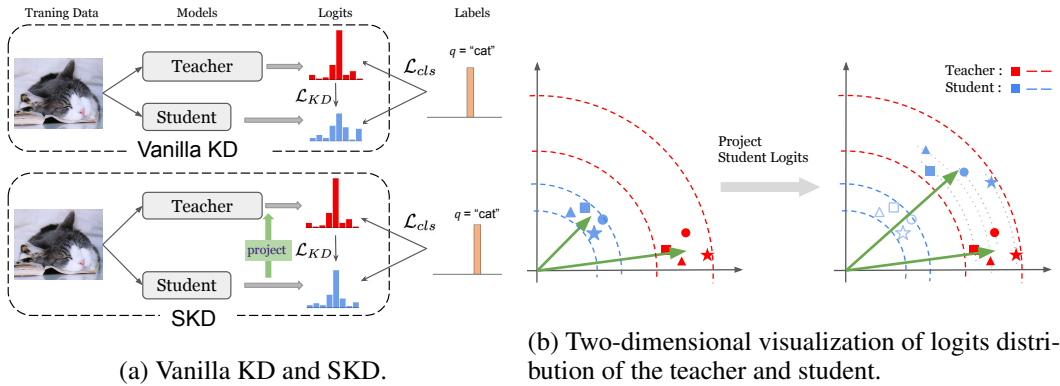 Traning Data Models Logits Labels
Teacher
Student
𝓛KD
𝓛cls
q = “cat”
Vanilla KD
Teacher
project
Student
𝓛KD
𝓛cls
q = “cat”
SKD
(a) Vanilla KD and SKD.
Project
Student Logits
Teacher :
Student :
(b) Two-dimensional visualization of logits distri-
bution of the teacher and student.